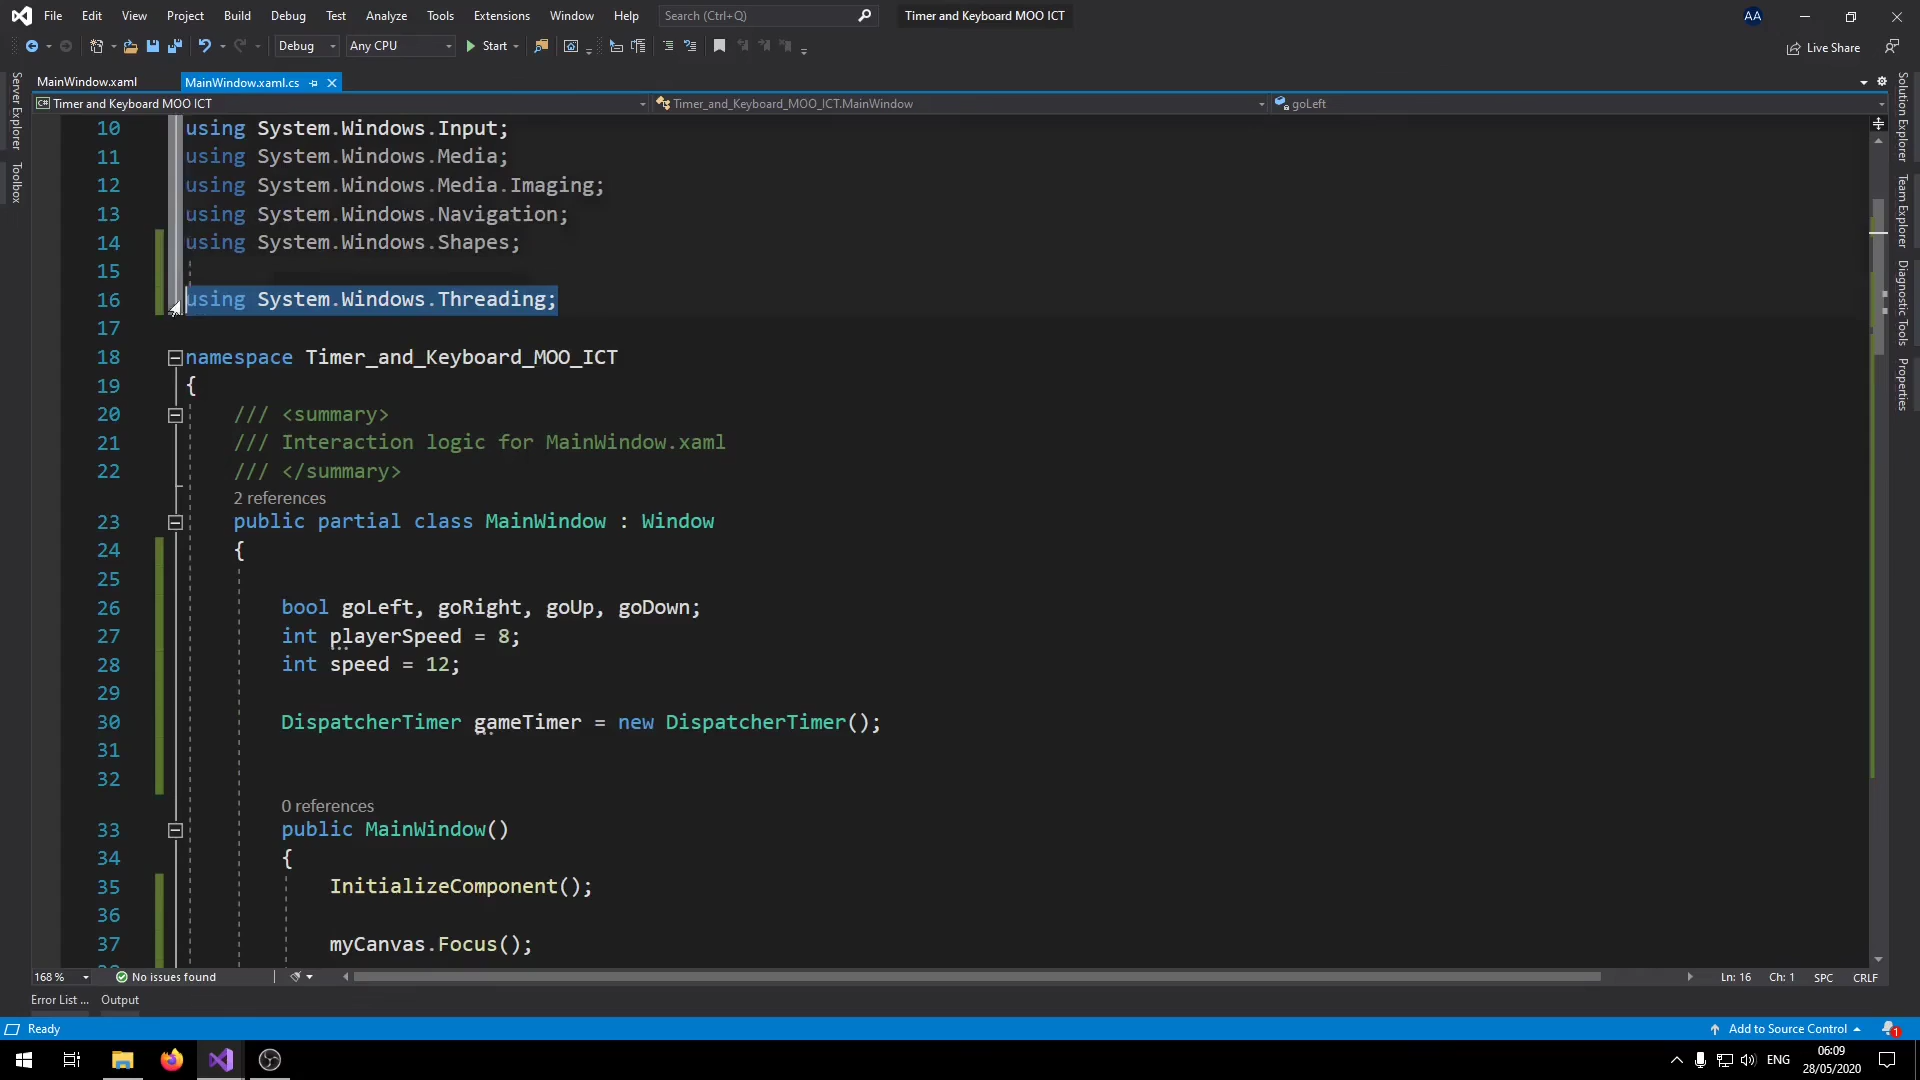 File Edit View Project Build Debug Test Analyze Tools Extensions Window Help Search (Ctrl+Q) Timer and Keyboard MOO ICT AA
Debug Any CPU Start Live Share
MainWindow.xaml MainWindow.xaml.cs
Timer and Keyboard MOO ICT Timer_and_Keyboard_MOO_ICT.MainWindow goLeft
Server Explorer
Toolbox
Solution Explorer
Team Explorer
Diagnostic Tools
Properties
10 using System.Windows.Input;
11 using System.Windows.Media;
12 using System.Windows.Media.Imaging;
13 using System.Windows.Navigation;
14 using System.Windows.Shapes;
15
16 using System.Windows.Threading;
17
18 namespace Timer_and_Keyboard_MOO_ICT
19 {
20 /// <summary>
21 /// Interaction logic for MainWindow.xaml
22 /// </summary>
2 references
23 public partial class MainWindow : Window
24 {
25
26 bool goLeft, goRight, goUp, goDown;
27 int playerSpeed = 8;
28 int speed = 12;
29
30 DispatcherTimer gameTimer = new DispatcherTimer();
31
32
0 references
33 public MainWindow()
34 {
35 InitializeComponent();
36
37 myCanvas.Focus();
168 % No issues found Ln: 16 Ch: 1 SPC CRLF
Error List ... Output
Ready Add to Source Control 1
ENG 06:09
28/05/2020